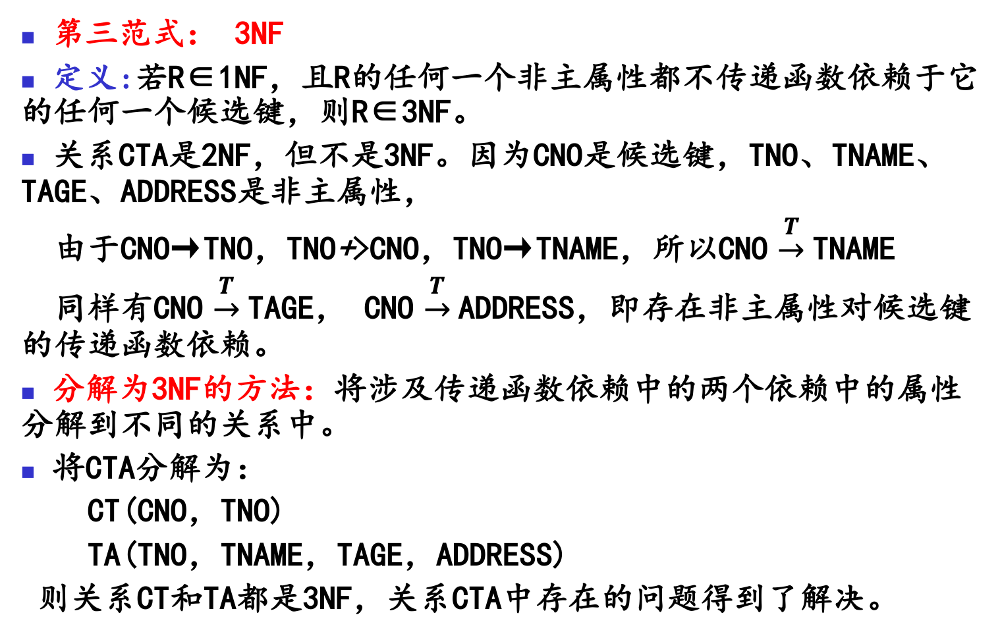 ■ 第三范式： 3NF
■ 定义:若R∈1NF，且R的任何一个非主属性都不传递函数依赖于它
的任何一个候选键，则R∈3NF。
■ 关系CTA是2NF，但不是3NF。因为CNO是候选键，TNO、TNAME、
TAGE、ADDRESS是非主属性，
由于CNO→TNO，TNO↛CNO，TNO→TNAME，所以CNO \xrightarrow{T} TNAME
同样有CNO \xrightarrow{T} TAGE， CNO \xrightarrow{T} ADDRESS，即存在非主属性对候选键
的传递函数依赖。
■ 分解为3NF的方法：将涉及传递函数依赖中的两个依赖中的属性
分解到不同的关系中。
■ 将CTA分解为：
CT(CNO，TNO)
TA(TNO，TNAME，TAGE，ADDRESS)
则关系CT和TA都是3NF，关系CTA中存在的问题得到了解决。